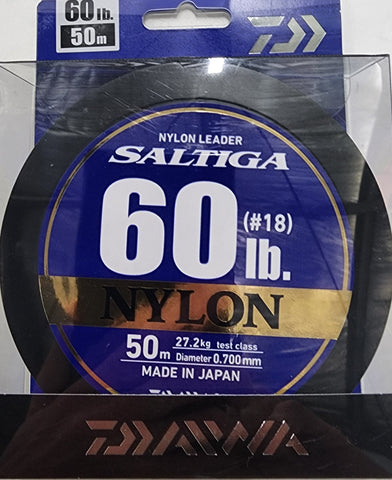 60lb.
50m
NYLON LEADER
SALTIGA
60 lb.
(#18)
NYLON
50m 27.2kg test class
Diameter 0.700mm
MADE IN JAPAN
DAIWA